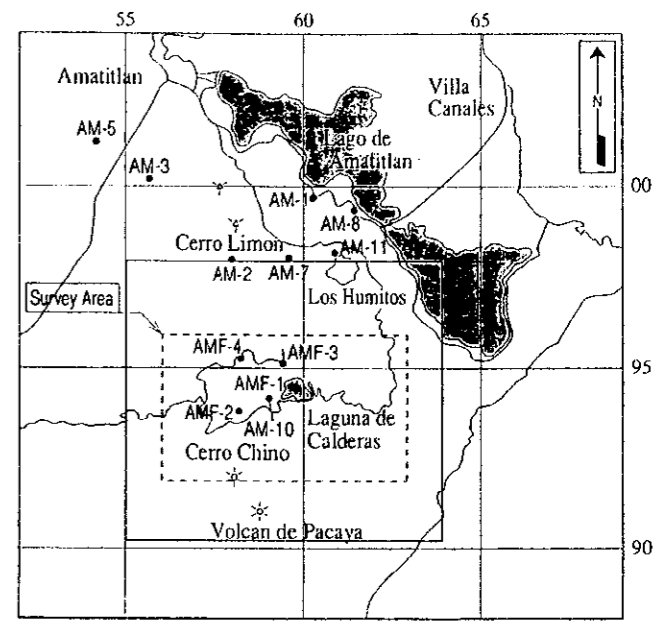 55 60 65
Amatitlan
Villa
Canales
N
AM-5
Lago de
Amatitlan
AM-3
00
AM-1
AM-8
Cerro Limon
AM-11
AM-2
AM-7
Los Humitos
Survey Area
AMF-4
AMF-3
95
AMF-1
AMF-2
AM-10
Laguna de
Calderas
Cerro Chino
Volcan de Pacaya
90